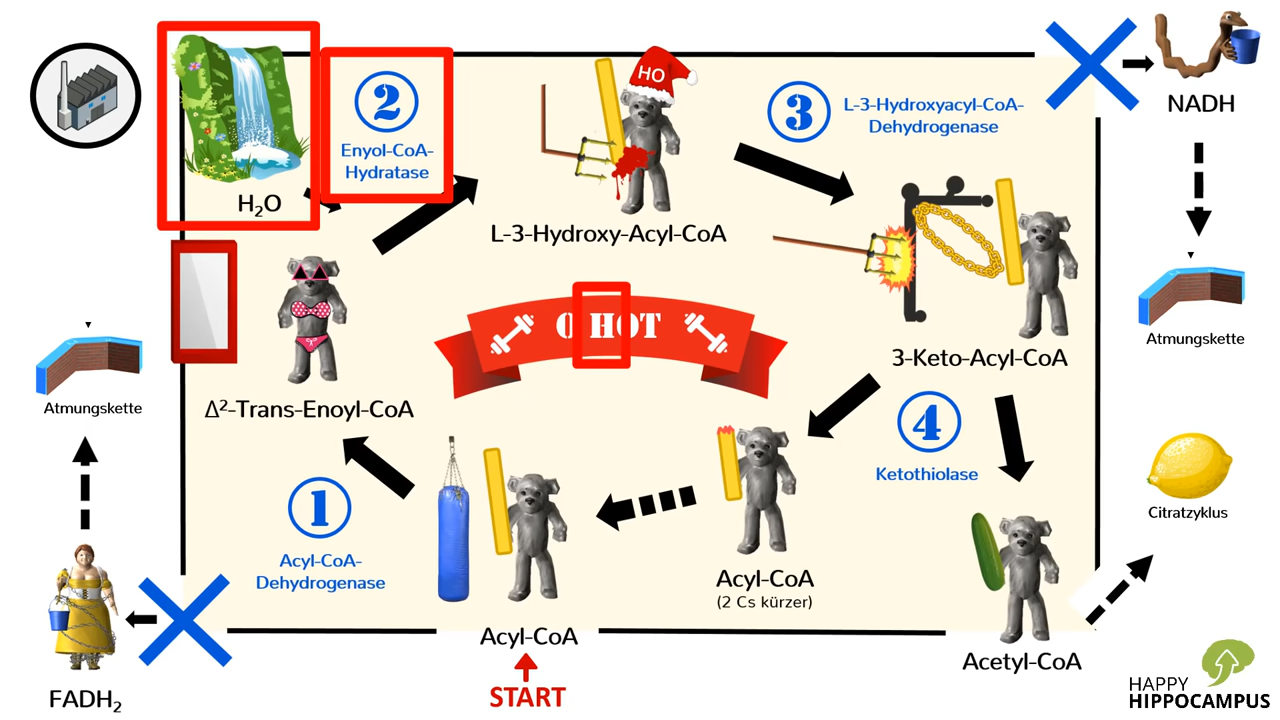 HO
NADH
2
Enyol-CoA-
Hydratase
3
L-3-Hydroxyacyl-CoA-
Dehydrogenase
H₂O
L-3-Hydroxy-Acyl-CoA
Atmungskette
O HOT
3-Keto-Acyl-CoA
Δ²-Trans-Enoyl-CoA
Atmungskette
4
Ketothiolase
1
Acyl-CoA-
Dehydrogenase
Citratzyklus
Acyl-CoA
(2 Cs kürzer)
Acyl-CoA
Acetyl-CoA
START
FADH₂
HAPPY
HIPPOCAMPUS